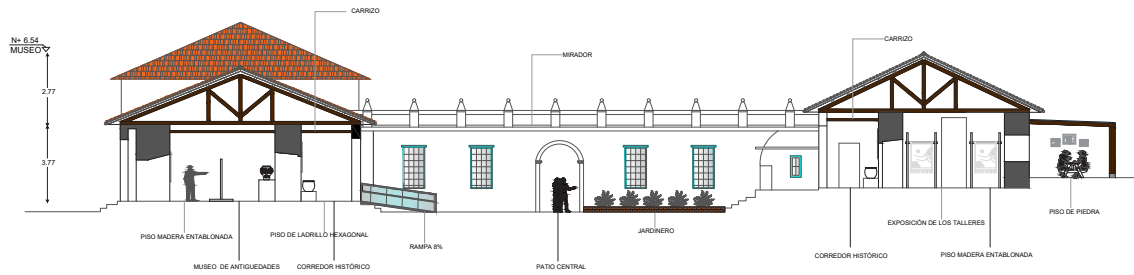 CARRIZO
N+ 6.54
MUSEO
MIRADOR
CARRIZO
2.77
3.77
PISO MADERA ENTABLONADA
PISO DE LADRILLO HEXAGONAL
RAMPA 8%
JARDINERO
EXPOSICIÓN DE LOS TALLERES
PISO DE PIEDRA
MUSEO DE ANTIGUEDADES
CORREDOR HISTÓRICO
PATIO CENTRAL
CORREDOR HISTÓRICO
PISO MADERA ENTABLONADA